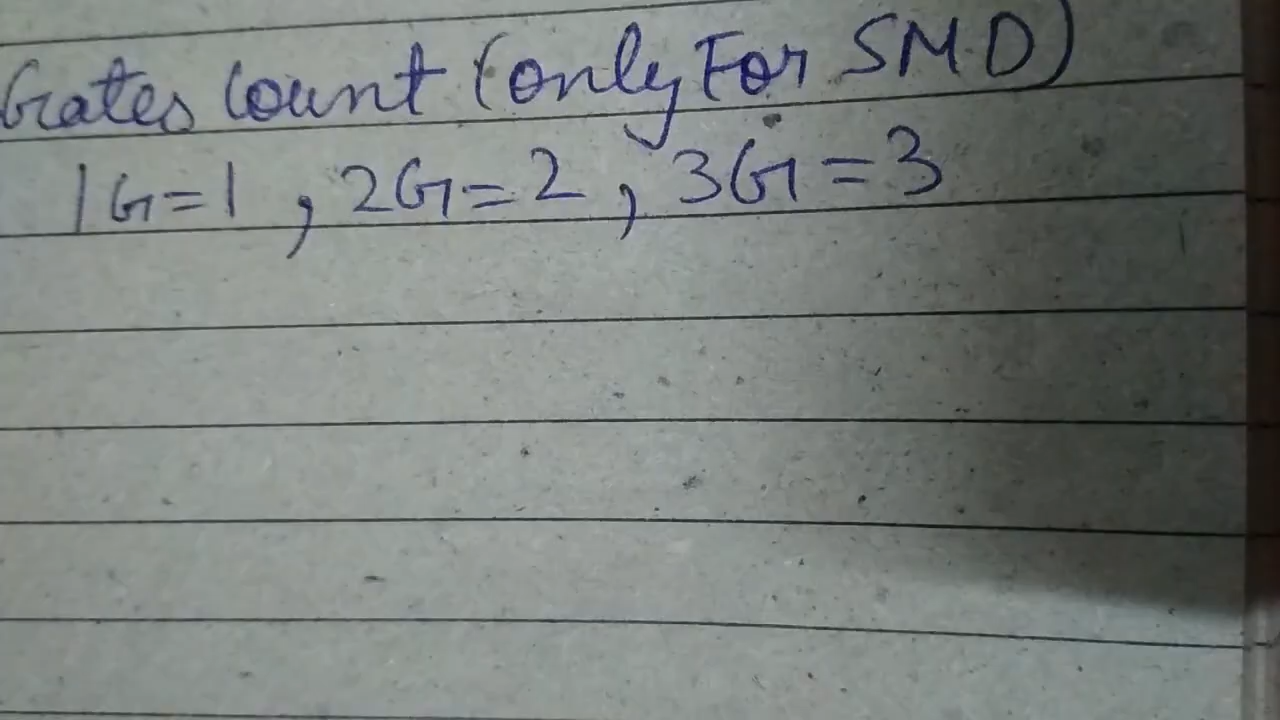 Gates Count (only For SMD)
1G=1 , 2G=2 , 3G=3